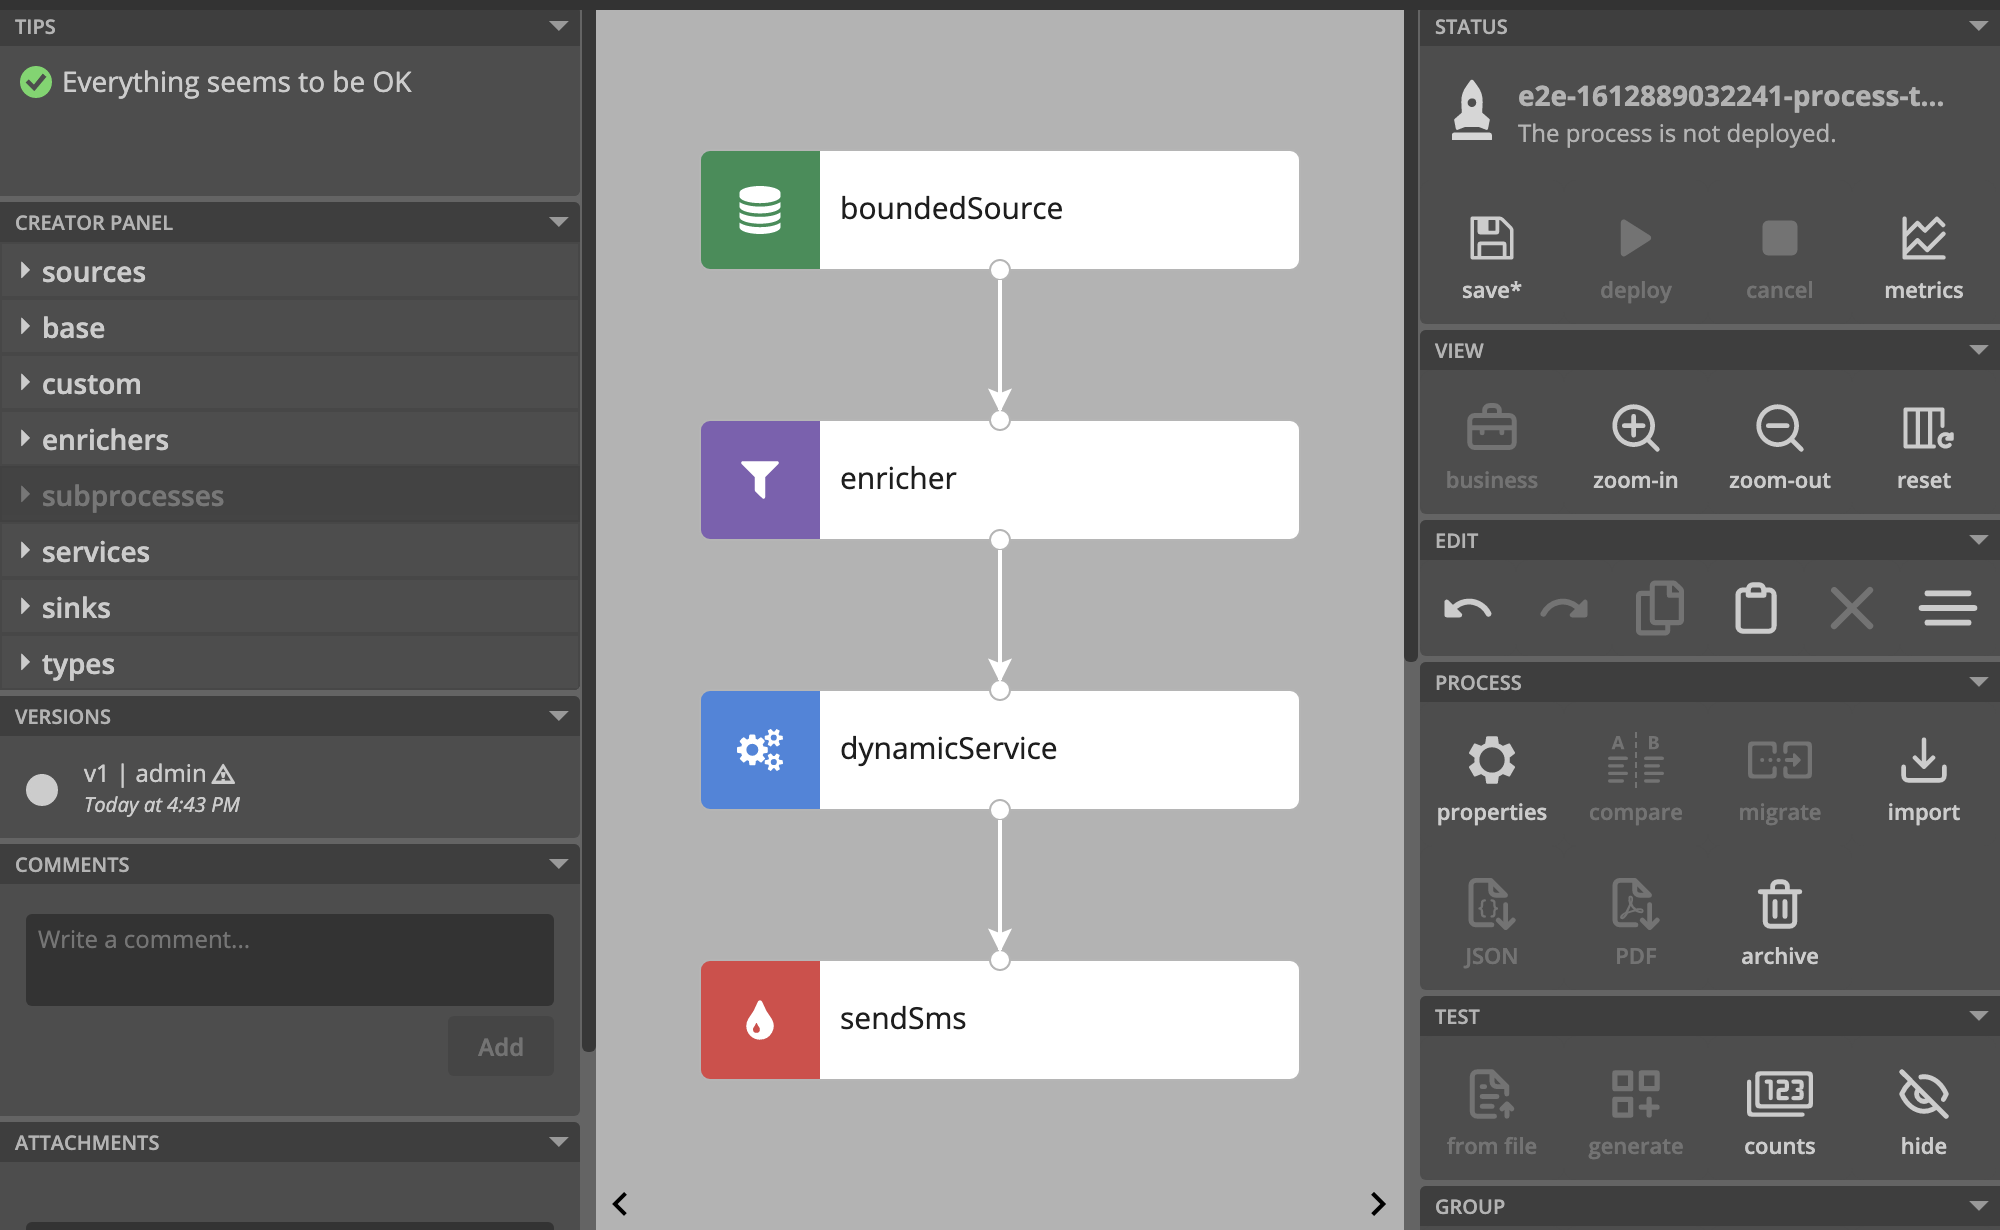 TIPS
Everything seems to be OK
CREATOR PANEL
sources
base
custom
enrichers
subprocesses
services
sinks
types
VERSIONS
v1 | admin
Today at 4:43 PM
COMMENTS
Write a comment...
Add
ATTACHMENTS
boundedSource
enricher
dynamicService
sendSms
STATUS
e2e-1612889032241-process-t...
The process is not deployed.
save* deploy cancel metrics
VIEW
business zoom-in zoom-out reset
EDIT
PROCESS
A B
properties compare migrate import
JSON PDF archive
TEST
123
from file generate counts hide
GROUP